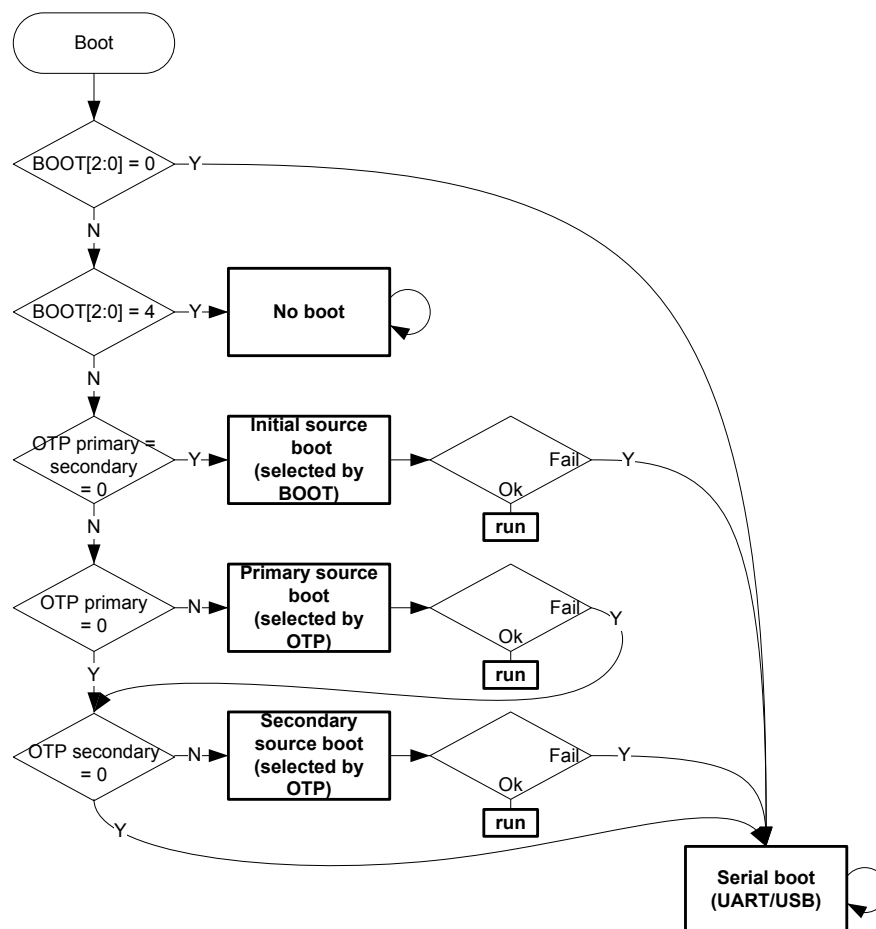 Boot
BOOT[2:0] = 0
Y
N
BOOT[2:0] = 4
Y
No boot
N
OTP primary =
secondary
= 0
Y
Initial source
boot
(selected by
BOOT)
Fail
Y
Ok
run
N
OTP primary
= 0
N
Primary source
boot
(selected by
OTP)
Fail
Y
Ok
run
Y
OTP secondary
= 0
N
Secondary
source boot
(selected by
OTP)
Fail
Y
Ok
run
Y
Serial boot
(UART/USB)